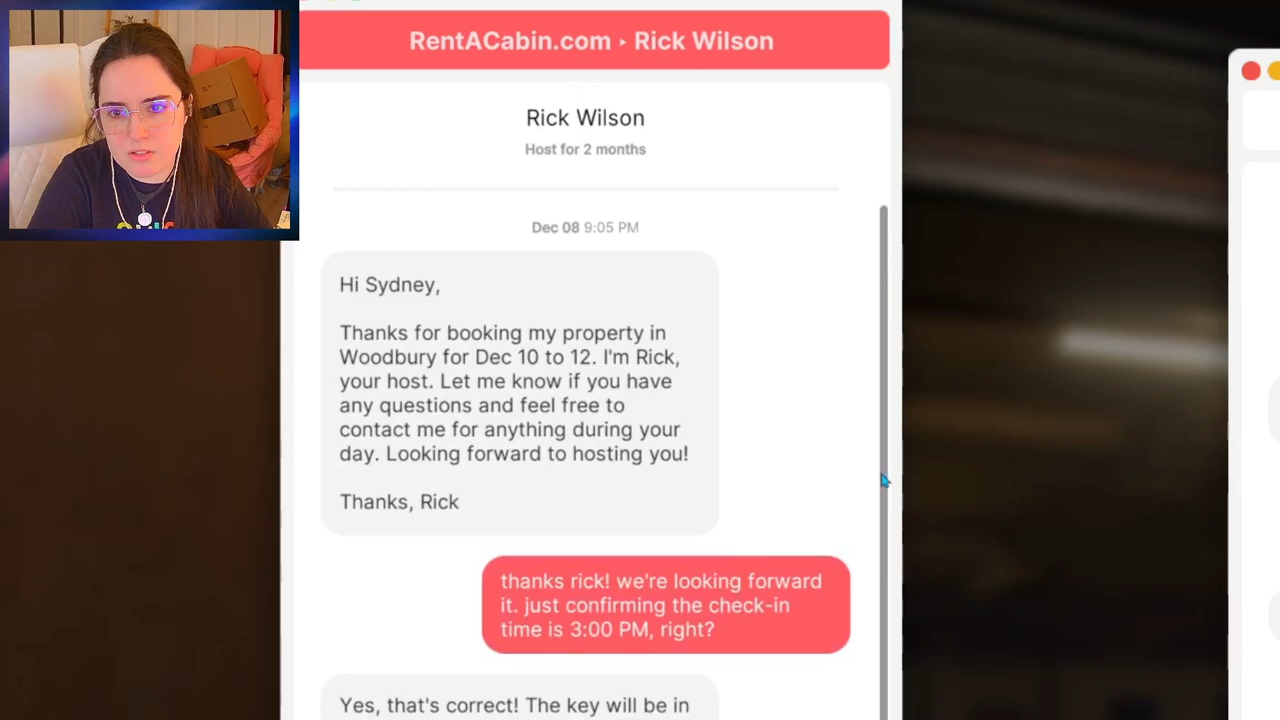 RentACabin.com ▸ Rick Wilson
Rick Wilson
Host for 2 months
Dec 08 9:05 PM
Hi Sydney,
Thanks for booking my property in
Woodbury for Dec 10 to 12. I'm Rick,
your host. Let me know if you have
any questions and feel free to
contact me for anything during your
day. Looking forward to hosting you!
Thanks, Rick
thanks rick! we're looking forward
it. just confirming the check-in
time is 3:00 PM, right?
Yes, that's correct! The key will be in